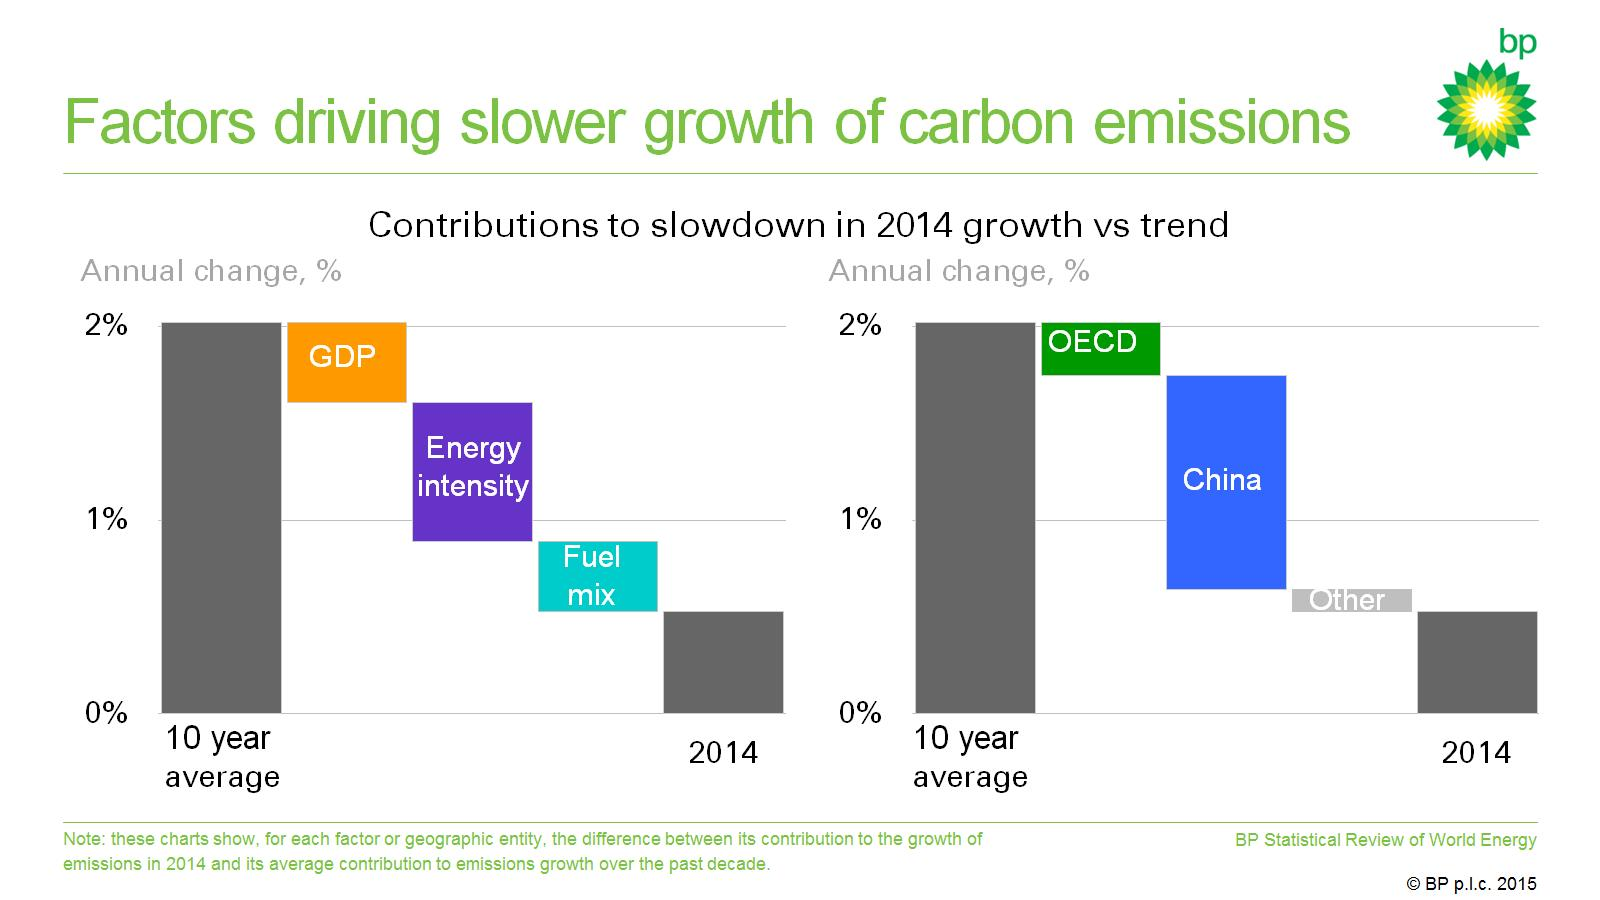 bp
Factors driving slower growth of carbon emissions
Contributions to slowdown in 2014 growth vs trend
Annual change, %
2%
1%
0%
GDP
Energy
intensity
Fuel
mix
10 year
average
2014
Annual change, %
2%
1%
0%
OECD
China
Other
10 year
average
2014
Note: these charts show, for each factor or geographic entity, the difference between its contribution to the growth of
emissions in 2014 and its average contribution to emissions growth over the past decade.
BP Statistical Review of World Energy
© BP p.l.c. 2015